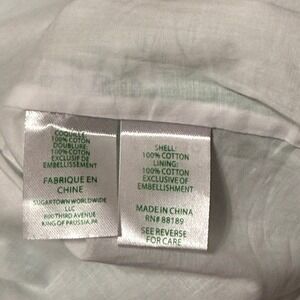 COQUILLE:
100% COTON
DOUBLURE:
100% COTON
EXCLUSIF DE
EMBELLISSEMENT
FABRIQUE EN
CHINE
SUGARTOWN WORLDWIDE
LLC
800 THIRD AVENUE
KING OF PRUSSIA, PA
SHELL:
100% COTTON
LINING:
100% COTTON
EXCLUSIVE OF
EMBELLISHMENT
MADE IN CHINA
RN# 88189
SEE REVERSE
FOR CARE